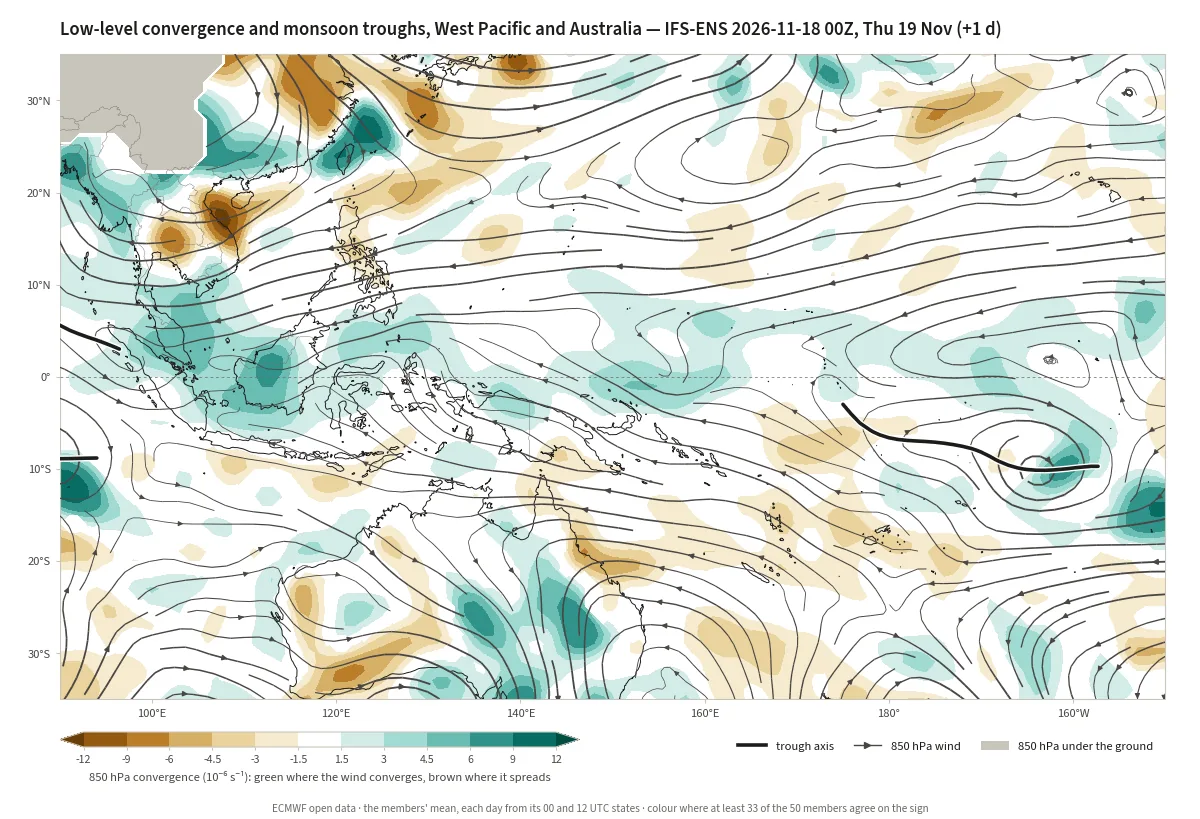 Low-level convergence and monsoon troughs, West Pacific and Australia — IFS-ENS 2026-11-18 00Z, Thu 19 Nov (+1 d)
30°N
20°N
10°N
0°
10°S
20°S
30°S
100°E 120°E 140°E 160°E 180° 160°W
-12 -9 -6 -4.5 -3 -1.5 1.5 3 4.5 6 9 12
850 hPa convergence (10⁻⁶ s⁻¹): green where the wind converges, brown where it spreads
trough axis 850 hPa wind 850 hPa under the ground
ECMWF open data · the members' mean, each day from its 00 and 12 UTC states · colour where at least 33 of the 50 members agree on the sign